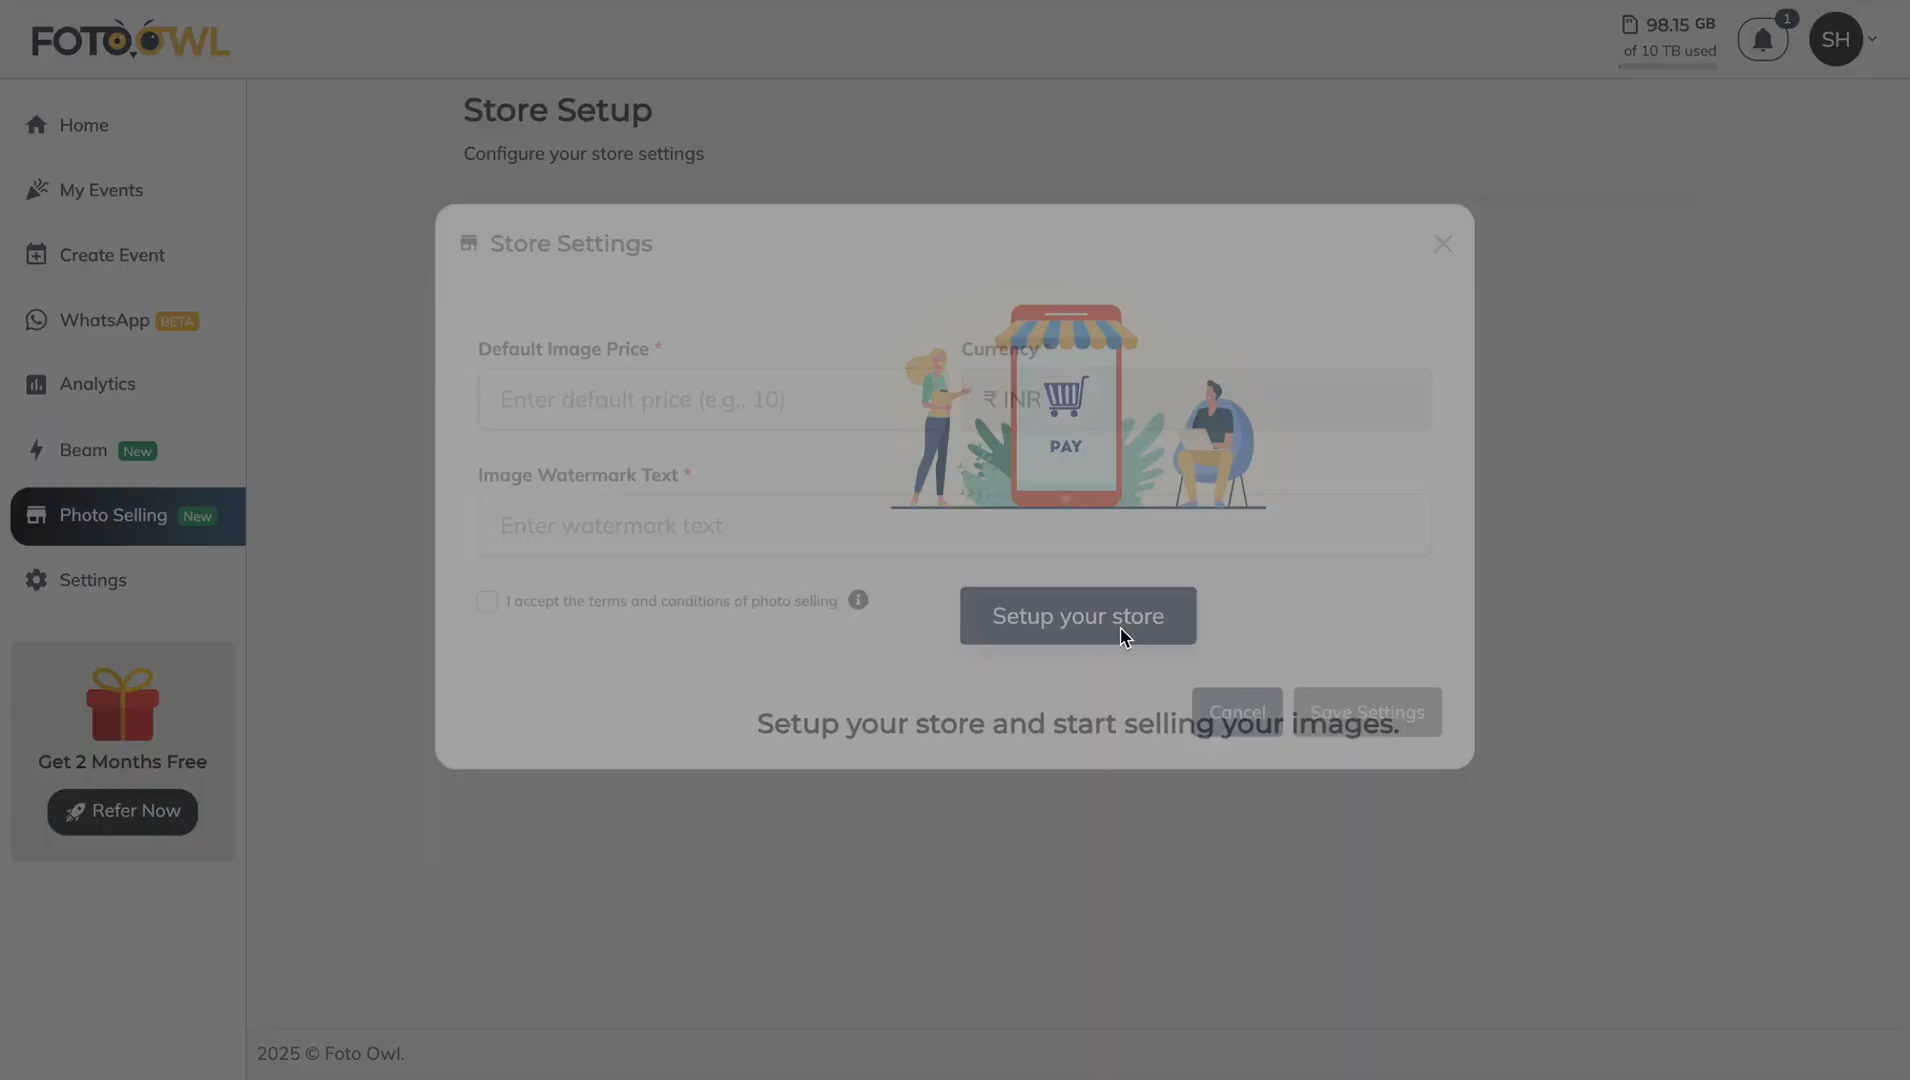 FOTO OWL
98.15 GB
of 10 TB used
1
SH
Home
My Events
Create Event
WhatsApp BETA
Analytics
Beam New
Photo Selling New
Settings
Get 2 Months Free
Refer Now
Store Setup
Configure your store settings
Store Settings
Default Image Price *
Currency
Enter default price (e.g., 10)
₹ INR
PAY
Image Watermark Text *
Enter watermark text
I accept the terms and conditions of photo selling
Setup your store
Cancel
Save Settings
Setup your store and start selling your images.
2025 © Foto Owl.